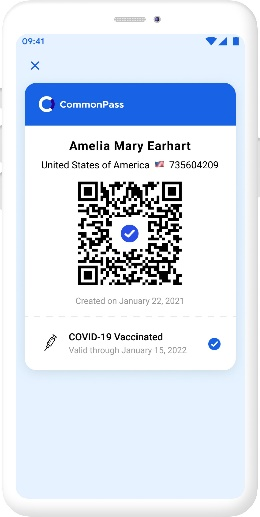 09:41
CommonPass
Amelia Mary Earhart
United States of America 🇺🇸 735604209
Created on January 22, 2021
COVID-19 Vaccinated
Valid through January 15, 2022